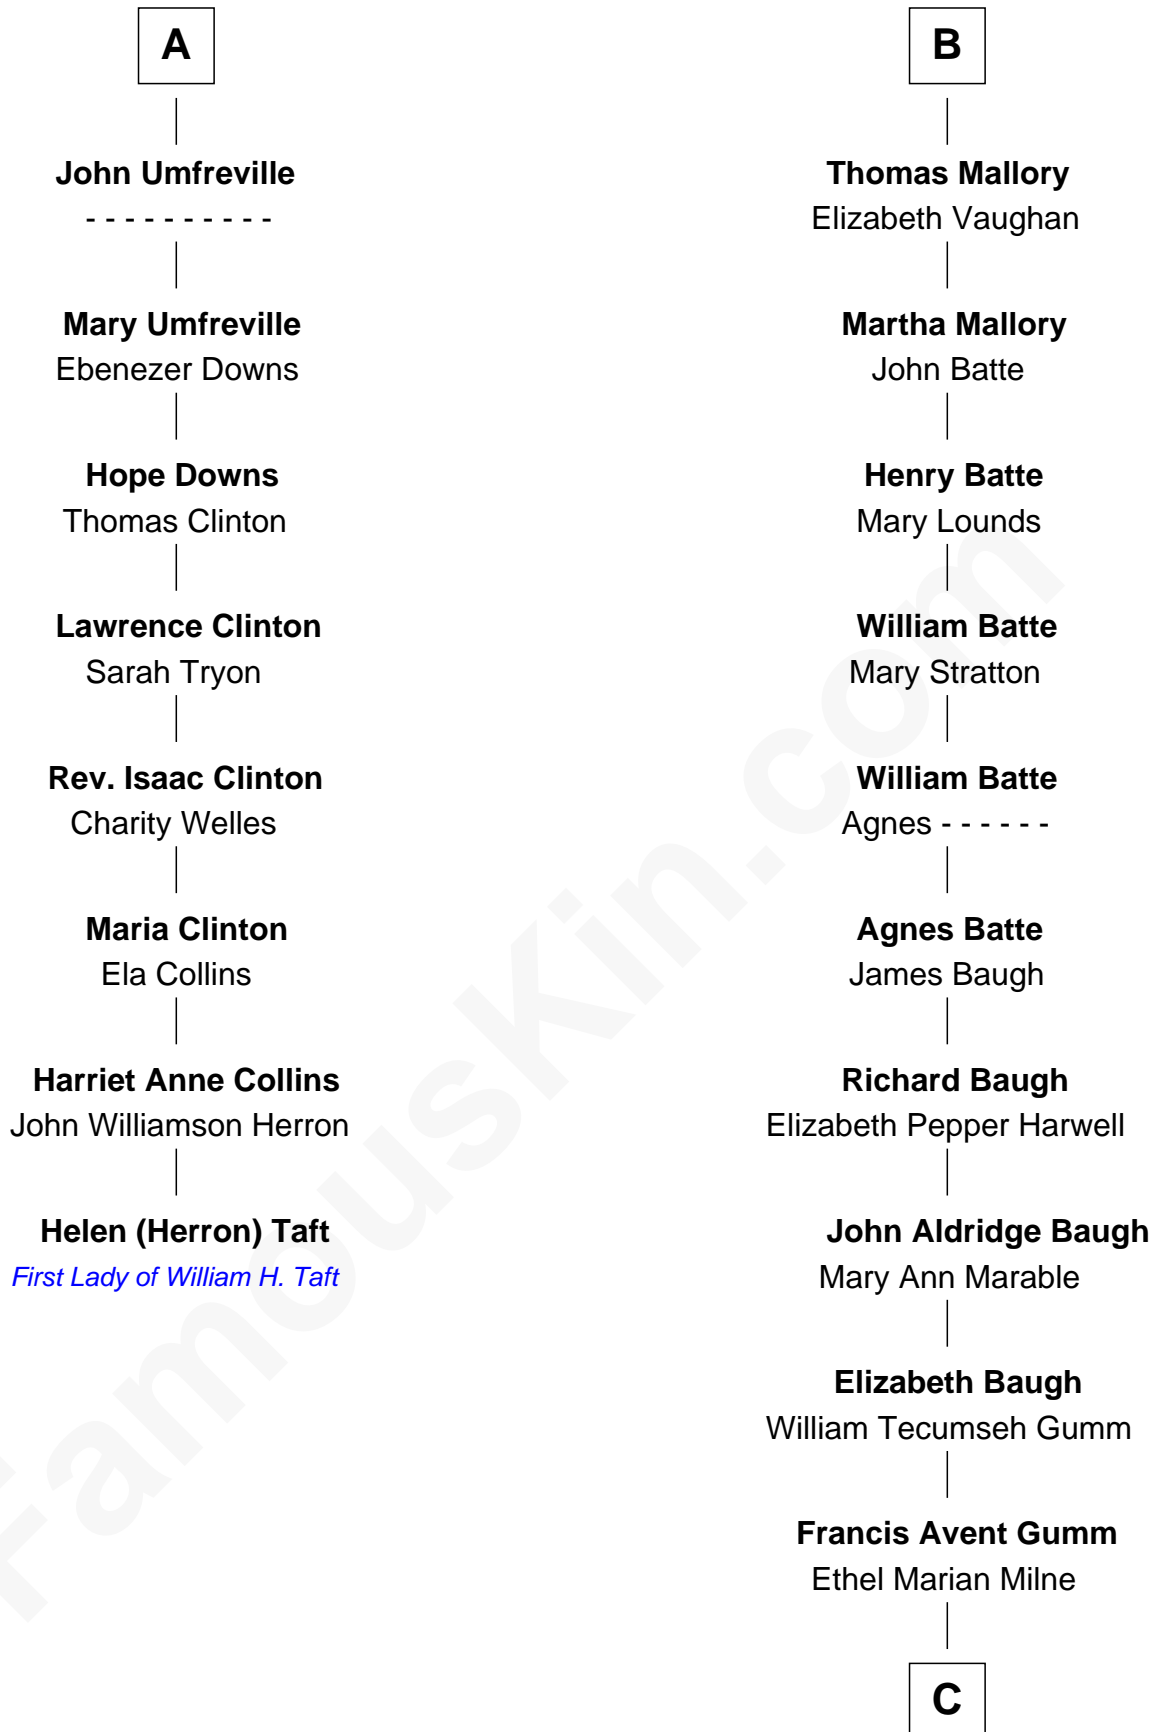 A
John Umfreville
- - - - - - - - - -
Mary Umfreville
Ebenezer Downs
Hope Downs
Thomas Clinton
Lawrence Clinton
Sarah Tryon
Rev. Isaac Clinton
Charity Welles
Maria Clinton
Ela Collins
Harriet Anne Collins
John Williamson Herron
Helen (Herron) Taft
First Lady of William H. Taft
B
Thomas Mallory
Elizabeth Vaughan
Martha Mallory
John Batte
Henry Batte
Mary Lounds
William Batte
Mary Stratton
William Batte
Agnes - - - - - -
Agnes Batte
James Baugh
Richard Baugh
Elizabeth Pepper Harwell
John Aldridge Baugh
Mary Ann Marable
Elizabeth Baugh
William Tecumseh Gumm
Francis Avent Gumm
Ethel Marian Milne
C
FamousKin.com